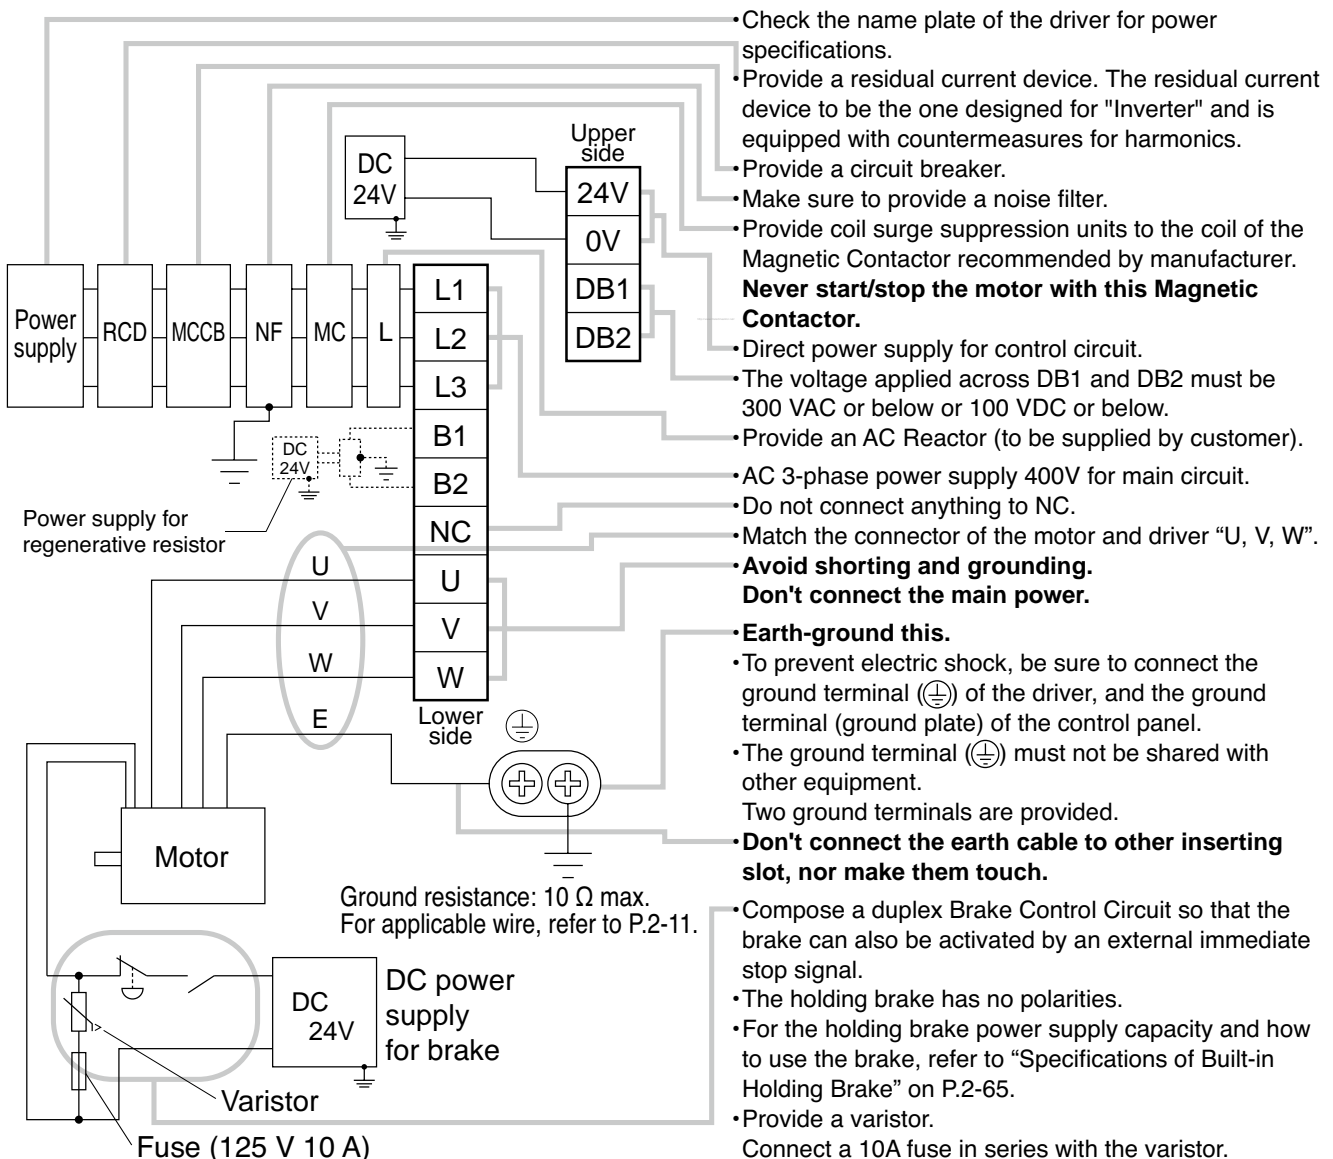 •Check the name plate of the driver for power
specifications.
•Provide a residual current device. The residual current
device to be the one designed for "Inverter" and is
equipped with countermeasures for harmonics.
•Provide a circuit breaker.
•Make sure to provide a noise filter.
•Provide coil surge suppression units to the coil of the
Magnetic Contactor recommended by manufacturer.
Never start/stop the motor with this Magnetic
Contactor.
•Direct power supply for control circuit.
•The voltage applied across DB1 and DB2 must be
300 VAC or below or 100 VDC or below.
•Provide an AC Reactor (to be supplied by customer).
•AC 3-phase power supply 400V for main circuit.
•Do not connect anything to NC.
•Match the connector of the motor and driver “U, V, W”.
•Avoid shorting and grounding.
Don't connect the main power.
•Earth-ground this.
•To prevent electric shock, be sure to connect the
ground terminal (⏚) of the driver, and the ground
terminal (ground plate) of the control panel.
•The ground terminal (⏚) must not be shared with
other equipment.
Two ground terminals are provided.
•Don't connect the earth cable to other inserting
slot, nor make them touch.
•Compose a duplex Brake Control Circuit so that the
brake can also be activated by an external immediate
stop signal.
•The holding brake has no polarities.
•For the holding brake power supply capacity and how
to use the brake, refer to “Specifications of Built-in
Holding Brake” on P.2-65.
•Provide a varistor.
Connect a 10A fuse in series with the varistor.
Upper
side
DC
24V
24V
0V
DB1
DB2
Power
supply
RCD
MCCB
NF
MC
L
L1
L2
L3
B1
B2
NC
U
V
W
Lower
side
DC
24V
Power supply for
regenerative resistor
U
V
W
E
Motor
Ground resistance: 10 Ω max.
For applicable wire, refer to P.2-11.
DC
24V
DC power
supply
for brake
Varistor
Fuse (125 V 10 A)